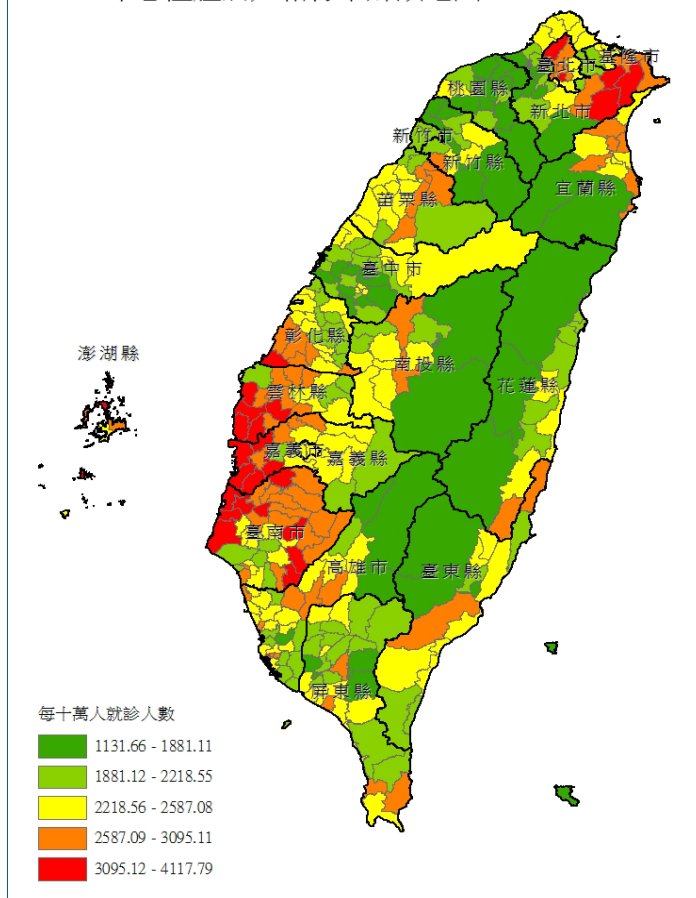 基隆市
臺北市
桃園縣
新北市
新竹市
新竹縣
宜蘭縣
苗栗縣
臺中市
彰化縣
南投縣
澎湖縣
花蓮縣
雲林縣
嘉義市
嘉義縣
臺南市
高雄市
臺東縣
屏東縣
每十萬人就診人數
1131.66 - 1881.11
1881.12 - 2218.55
2218.56 - 2587.08
2587.09 - 3095.11
3095.12 - 4117.79